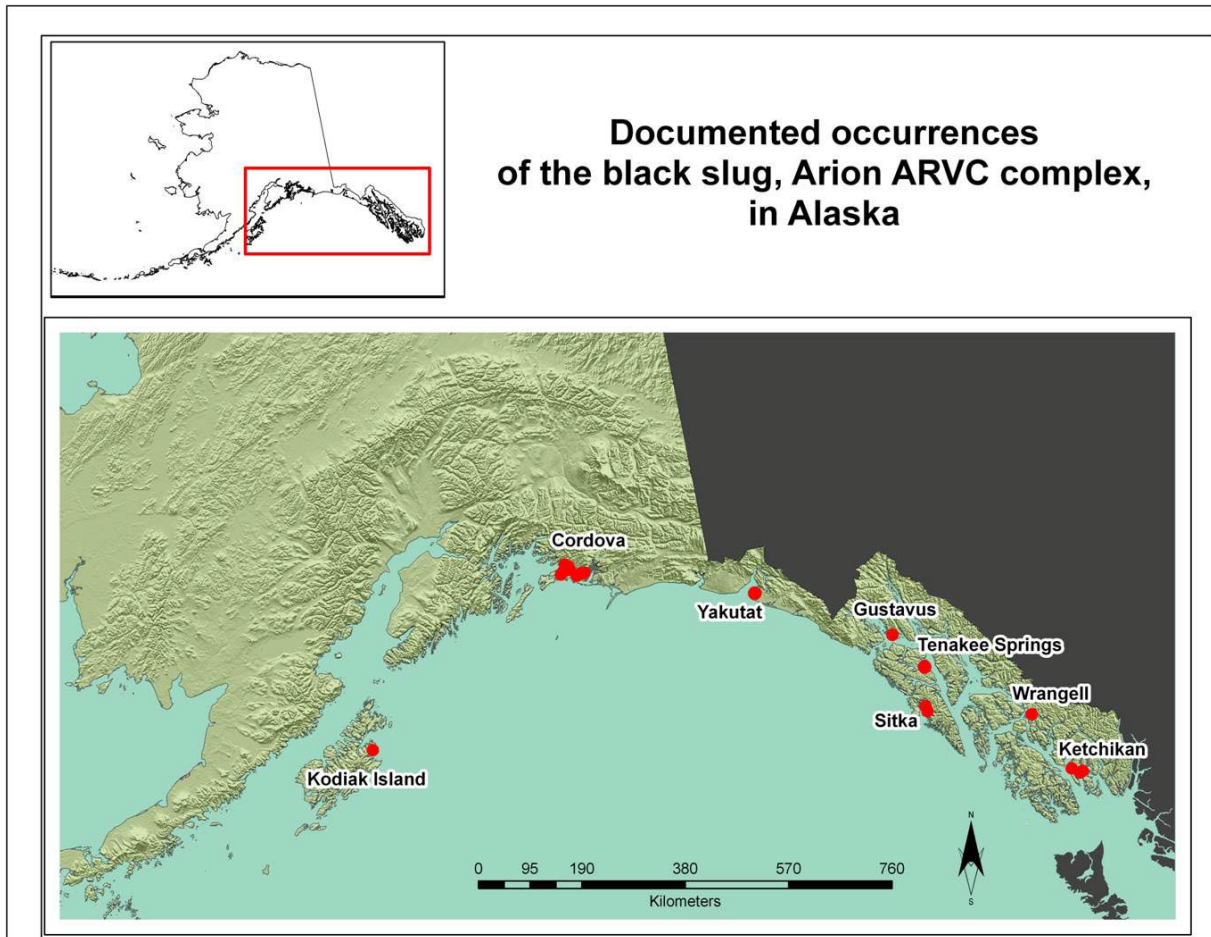 Documented occurrences
of the black slug, Arion ARVC complex,
in Alaska
Cordova
Yakutat
Gustavus
Tenakee Springs
Wrangell
Sitka
Ketchikan
Kodiak Island
N
0 95 190 380 570 760
Kilometers
S